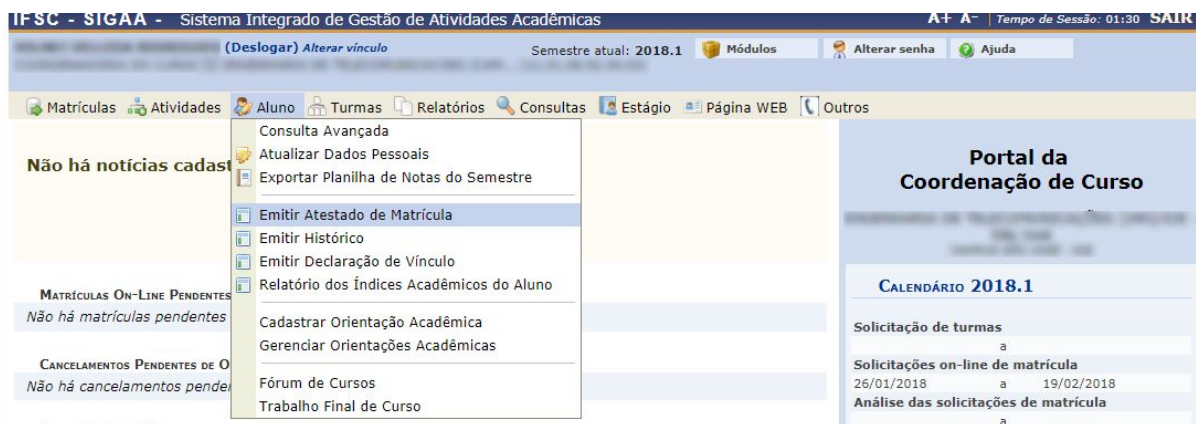 IFSC - SIGAA - Sistema Integrado de Gestão de Atividades Acadêmicas A+ A- Tempo de Sessão: 01:30 SAIR
(Deslogar) Alterar vínculo Semestre atual: 2018.1 Módulos Alterar senha Ajuda
Matrículas Atividades Aluno Turmas Relatórios Consultas Estágio Página WEB Outros
Consulta Avançada
Atualizar Dados Pessoais
Exportar Planilha de Notas do Semestre
Emitir Atestado de Matrícula
Emitir Histórico
Emitir Declaração de Vínculo
Relatório dos Índices Acadêmicos do Aluno
Cadastrar Orientação Acadêmica
Gerenciar Orientações Acadêmicas
Fórum de Cursos
Trabalho Final de Curso
Não há notícias cadast
Matrículas On-Line Pendentes
Não há matrículas pendentes
Cancelamentos Pendentes de O
Não há cancelamentos pende
Portal da
Coordenação de Curso
Calendário 2018.1
Solicitação de turmas
a
Solicitações on-line de matrícula
26/01/2018 a 19/02/2018
Análise das solicitações de matrícula
a